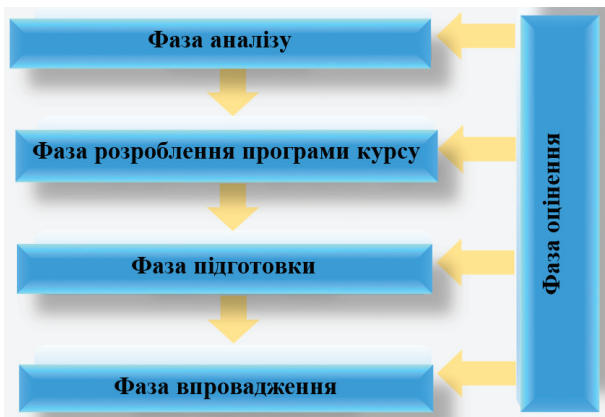 Фаза аналізу
Фаза розроблення програми курсу
Фаза підготовки
Фаза впровадження
Фаза оцінення